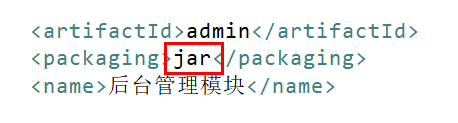 <artifactId>admin</artifactId>
<packaging>jar</packaging>
<name>后台管理模块</name>